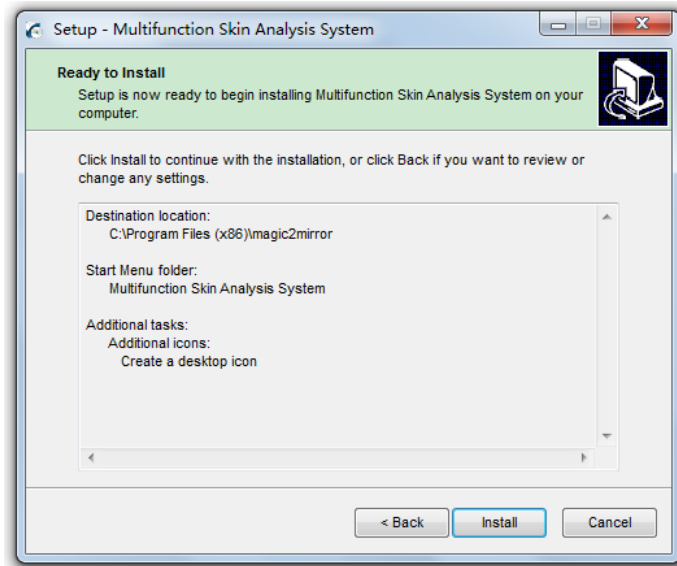 Setup - Multifunction Skin Analysis System
Ready to Install
Setup is now ready to begin installing Multifunction Skin Analysis System on your
computer.
Click Install to continue with the installation, or click Back if you want to review or
change any settings.
Destination location:
C:\Program Files (x86)\magic2mirror
Start Menu folder:
Multifunction Skin Analysis System
Additional tasks:
Additional icons:
Create a desktop icon
< Back
Install
Cancel